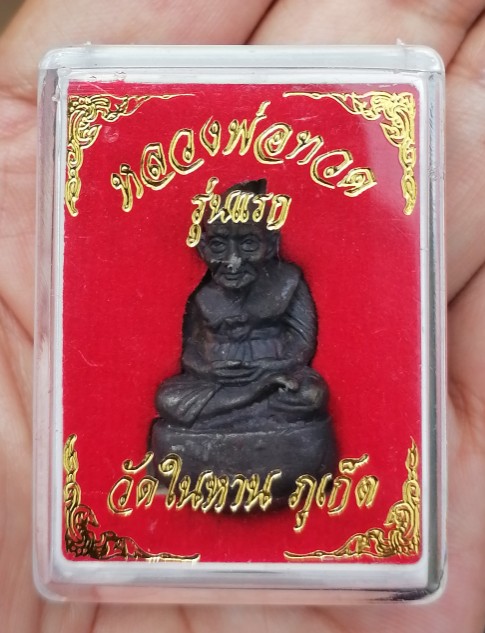 หลวงพ่อทวด
รุ่นแรก
วัดในหาน ภูเก็ต